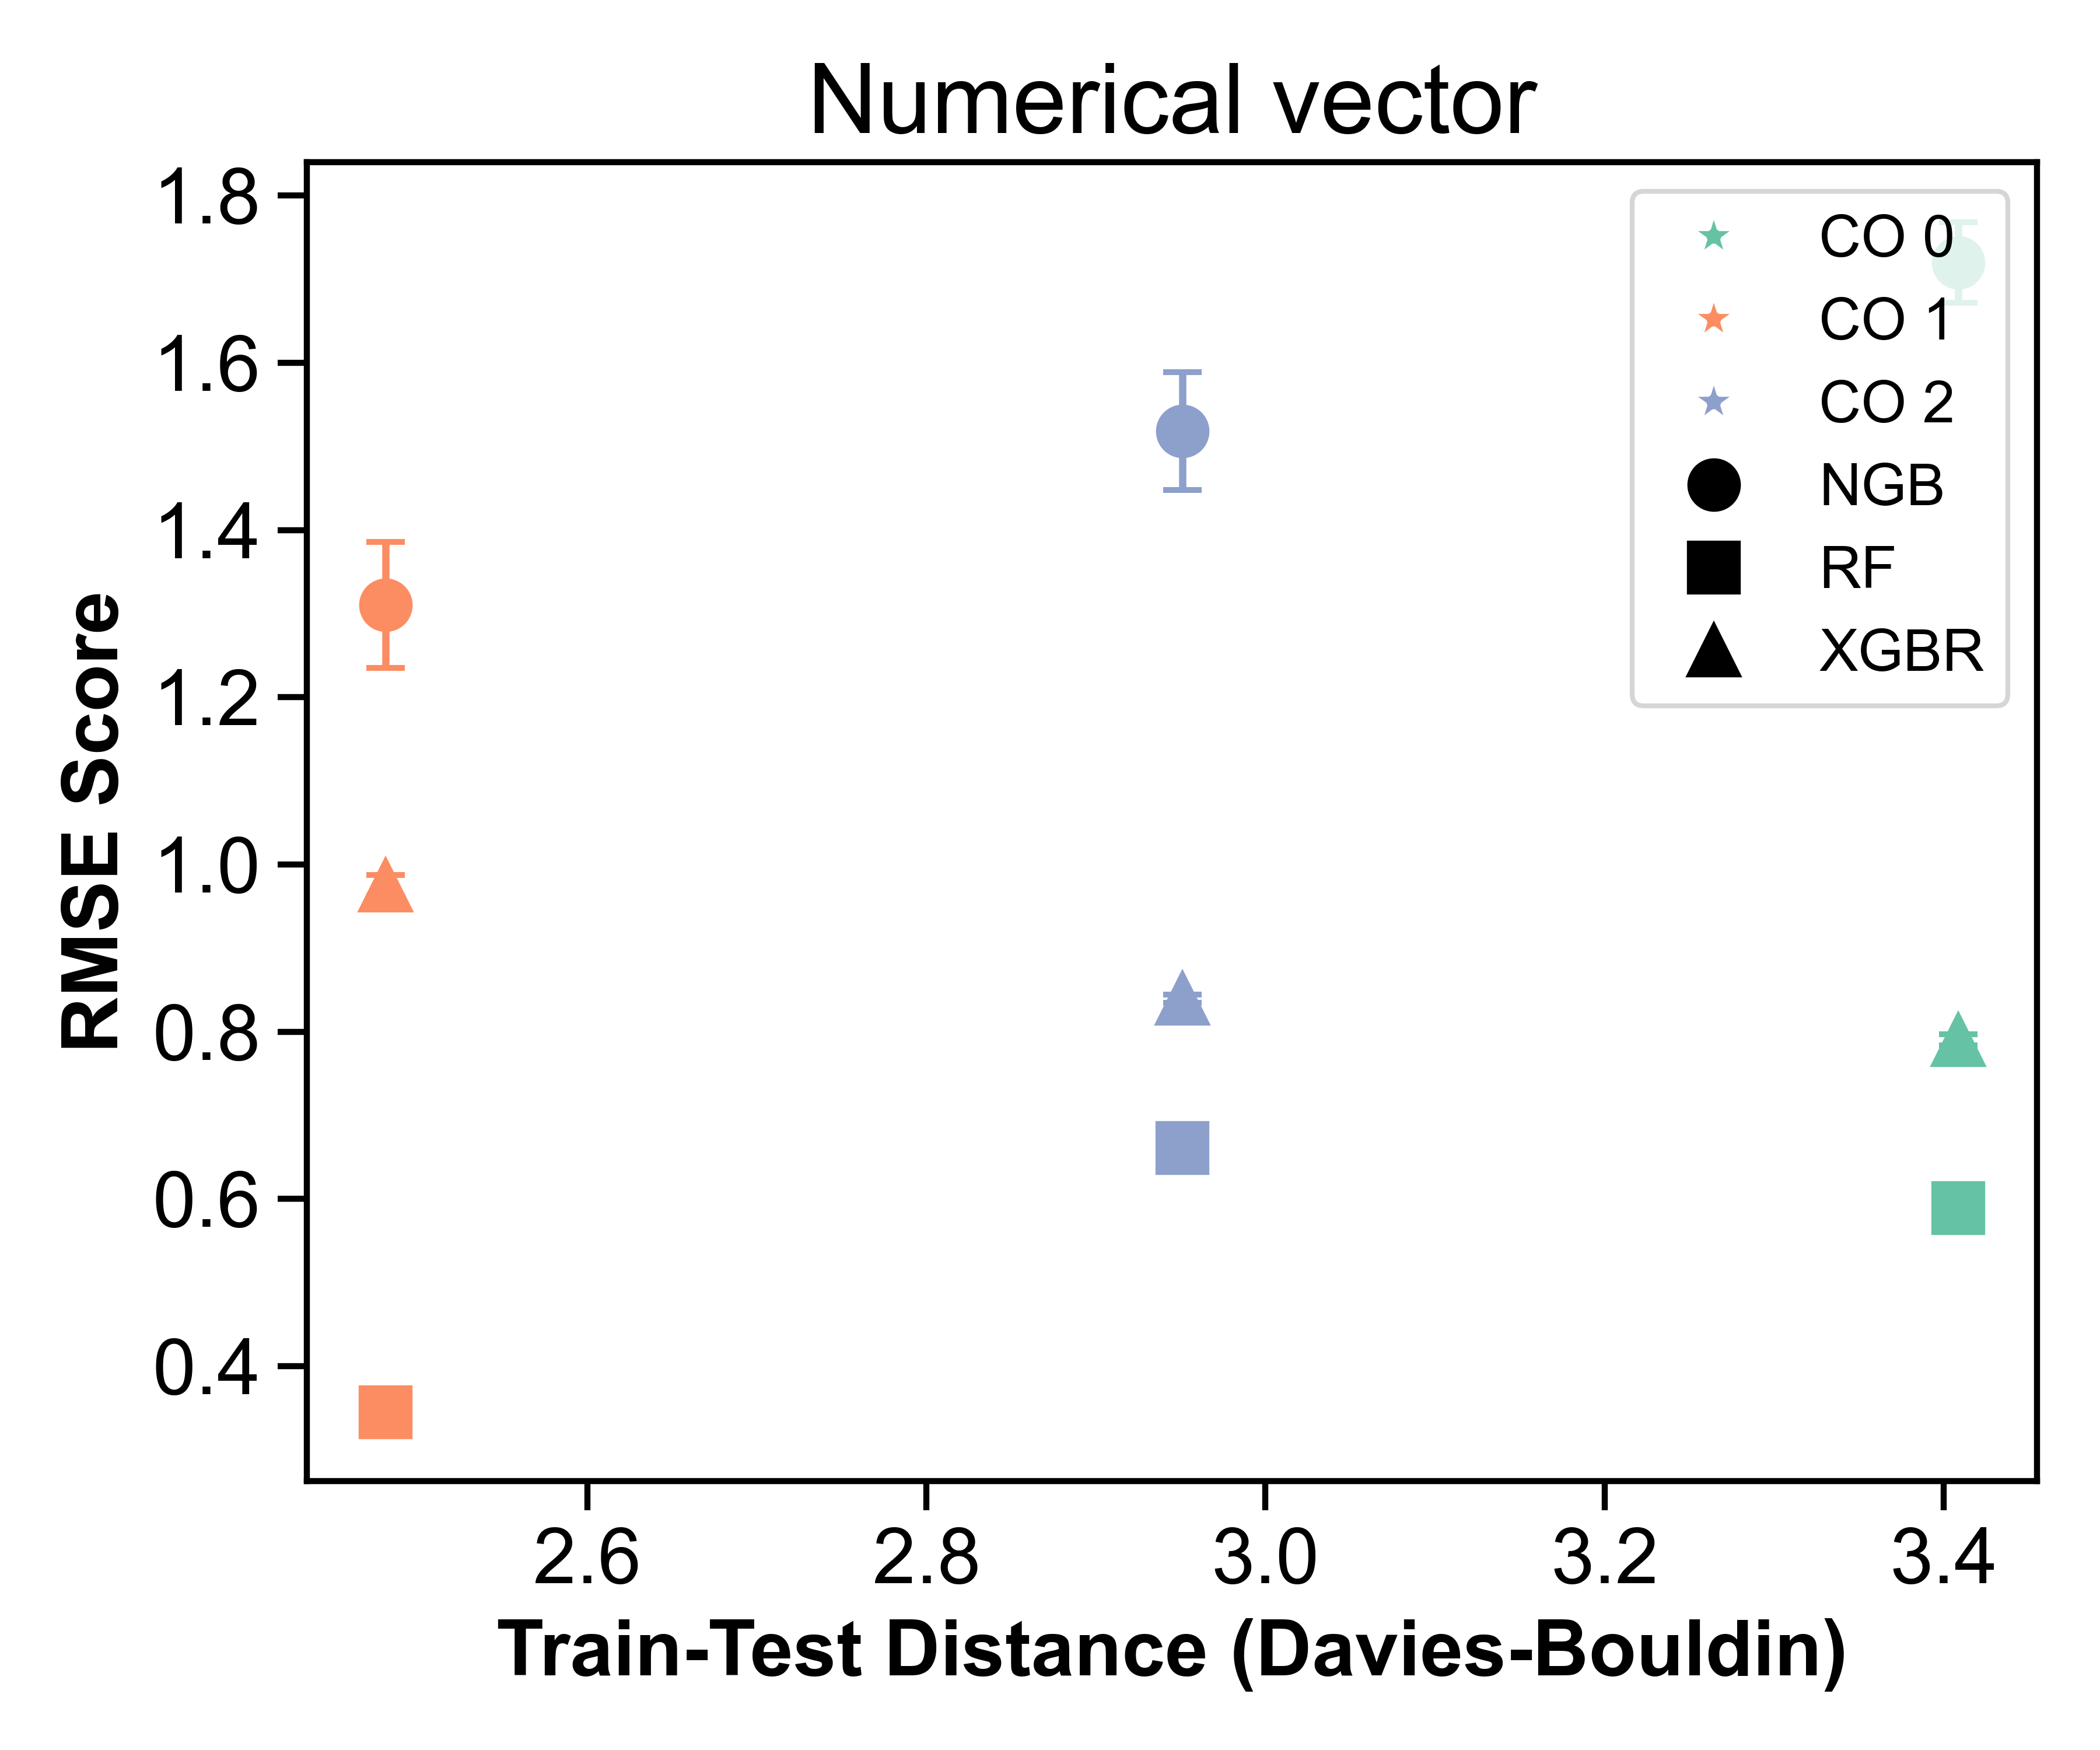 Numerical vector
1.8
1.6
1.4
1.2
1.0
0.8
0.6
0.4
RMSE Score
CO 0
CO 1
CO 2
NGB
RF
XGBR
2.6 2.8 3.0 3.2 3.4
Train-Test Distance (Davies-Bouldin)